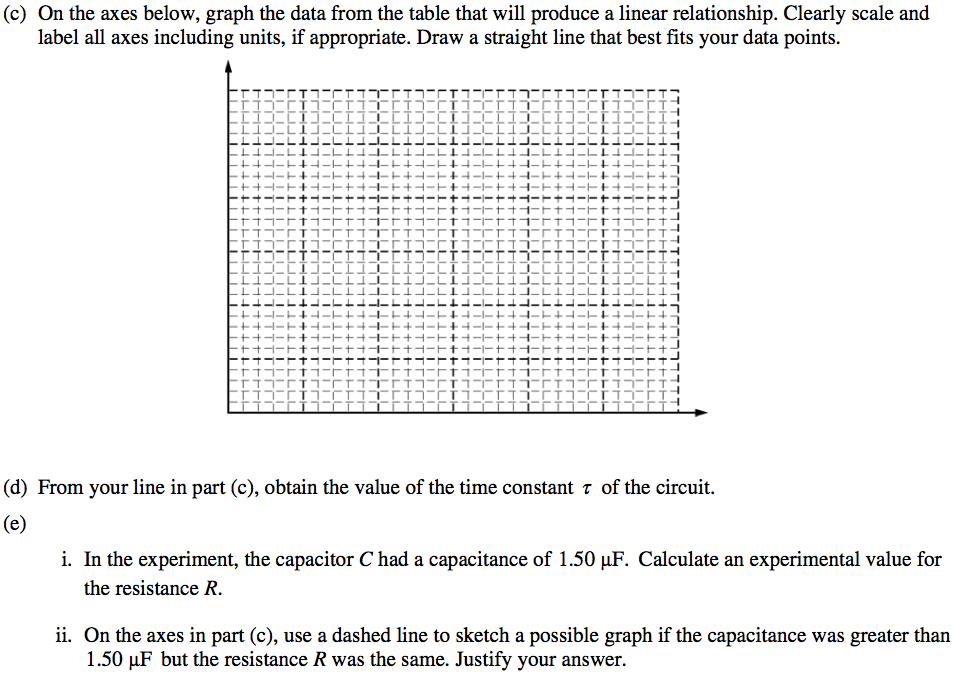 (c) On the axes below, graph the data from the table that will produce a linear relationship. Clearly scale and
label all axes including units, if appropriate. Draw a straight line that best fits your data points.
(d) From your line in part (c), obtain the value of the time constant τ of the circuit.
(e)
i. In the experiment, the capacitor C had a capacitance of 1.50 μF. Calculate an experimental value for
the resistance R.
ii. On the axes in part (c), use a dashed line to sketch a possible graph if the capacitance was greater than
1.50 μF but the resistance R was the same. Justify your answer.